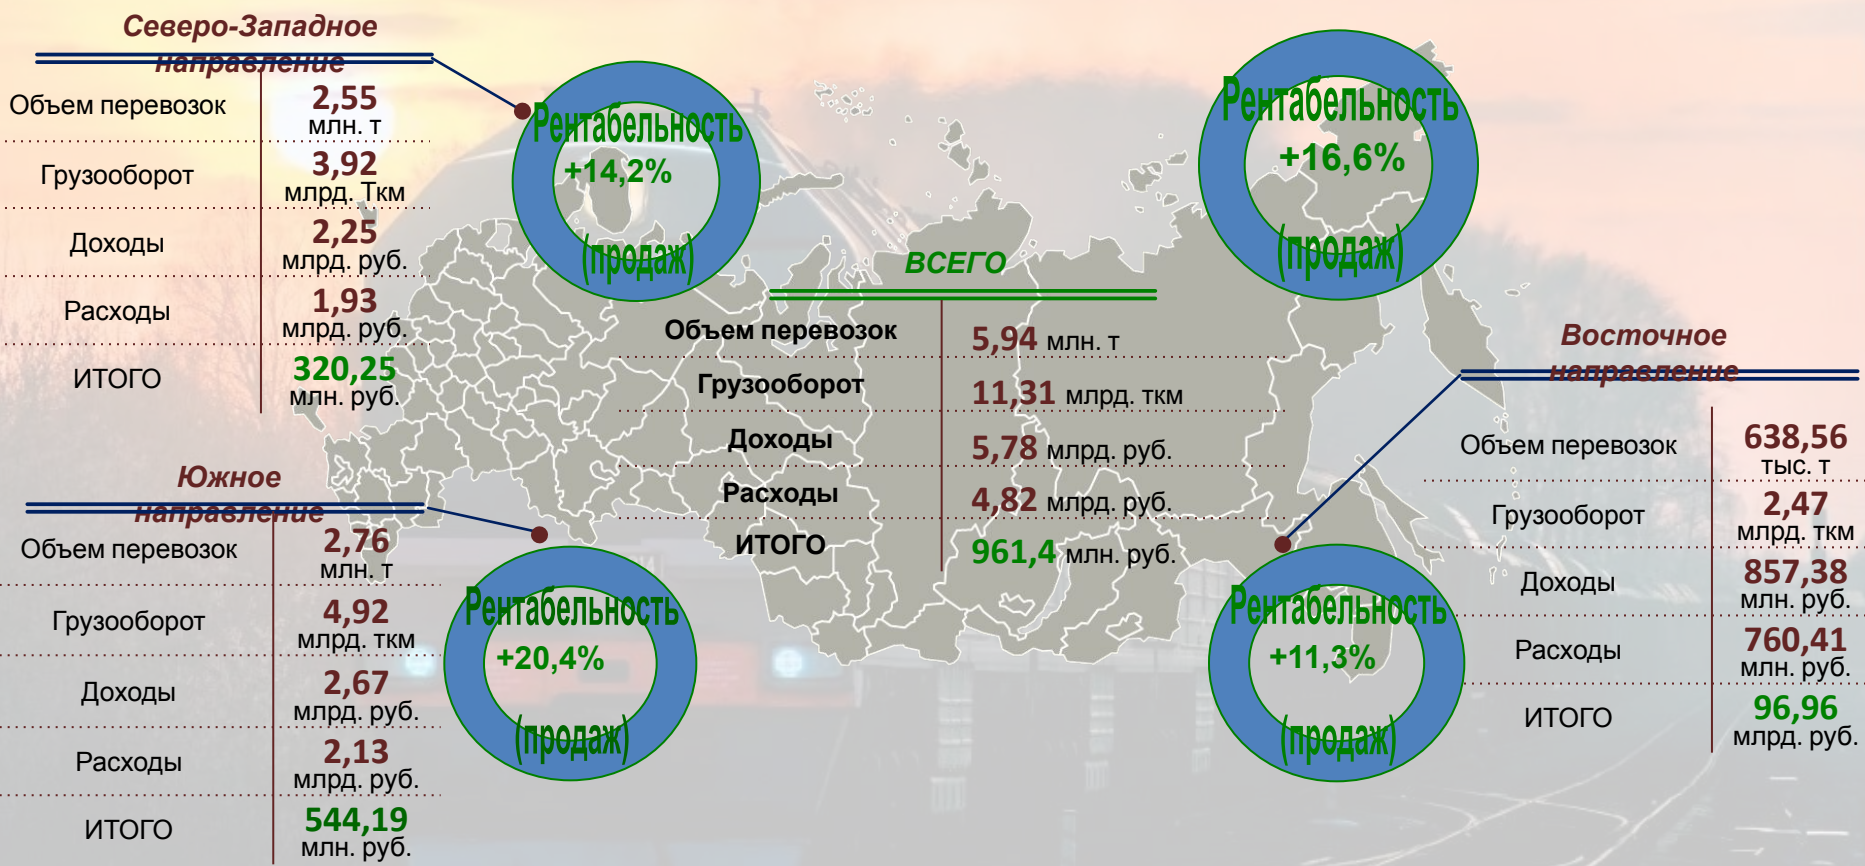 Северо-Западное
направление
Объем перевозок
2,55
млн. т
Грузооборот
3,92
млрд. Ткм
Доходы
2,25
млрд. руб.
Расходы
1,93
млрд. руб.
ИТОГО
320,25
млн. руб.
Рентабельность
+14,2%
(продаж)
Рентабельность
+16,6%
(продаж)
ВСЕГО
Объем перевозок
5,94 млн. т
Грузооборот
11,31 млрд. ткм
Доходы
5,78 млрд. руб.
Расходы
4,82 млрд. руб.
ИТОГО
961,4 млн. руб.
Восточное
направление
Объем перевозок
638,56
тыс. т
Грузооборот
2,47
млрд. ткм
Доходы
857,38
млн. руб.
Расходы
760,41
млн. руб.
ИТОГО
96,96
млрд. руб.
Южное
направление
Объем перевозок
2,76
млн. т
Грузооборот
4,92
млрд. ткм
Доходы
2,67
млрд. руб.
Расходы
2,13
млрд. руб.
ИТОГО
544,19
млн. руб.
Рентабельность
+20,4%
(продаж)
Рентабельность
+11,3%
(продаж)